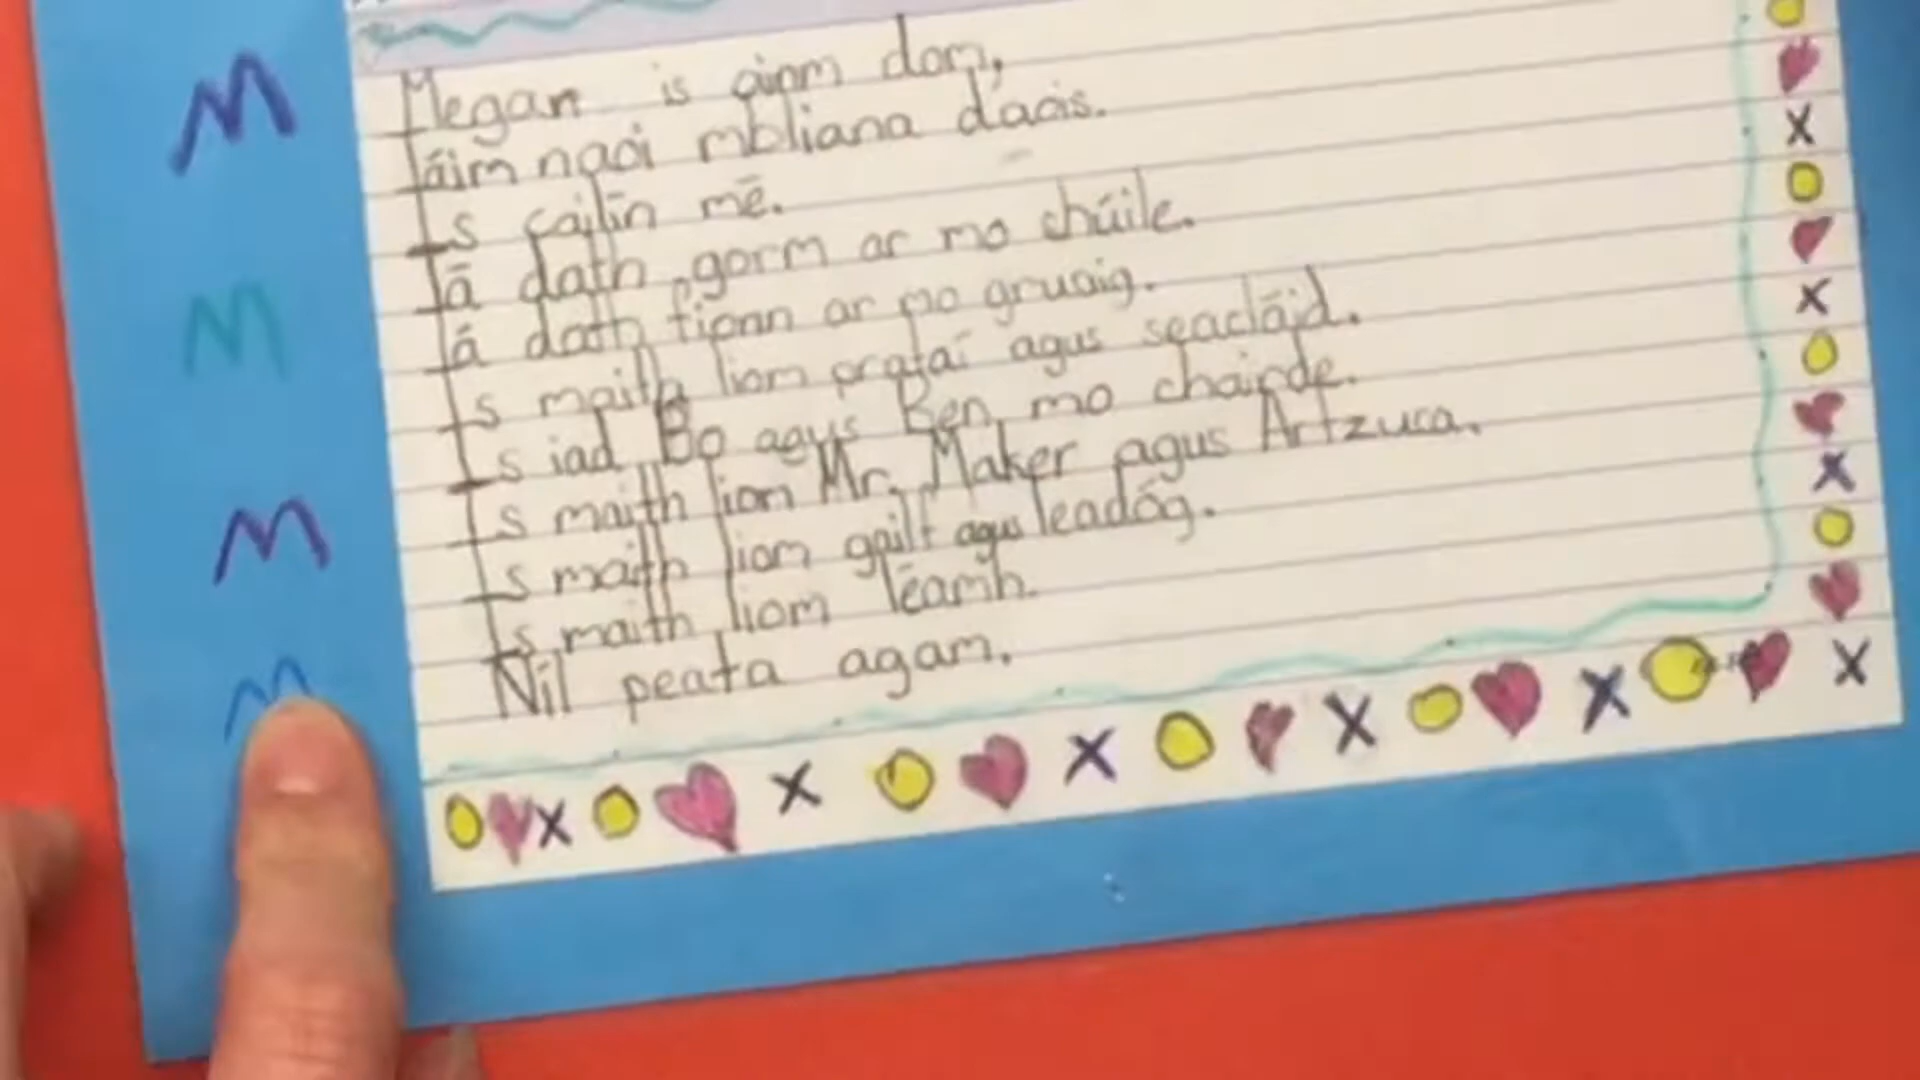 M
M
M
M
Megan is ainm dom,
Táim naoi mbliana d'aois.
Is cailín mē.
Tá dath gorm ar mo chúile.
Tá dath fionn ar mo gruaig.
Is maith liom prátaí agus seacláid.
Is iad Bo agus Ben mo chairde.
Is maith liom Mr. Maker agus Artzuca.
Is maith liom gailf agus leadóg.
Is maith liom léamh.
Níl peata agam.